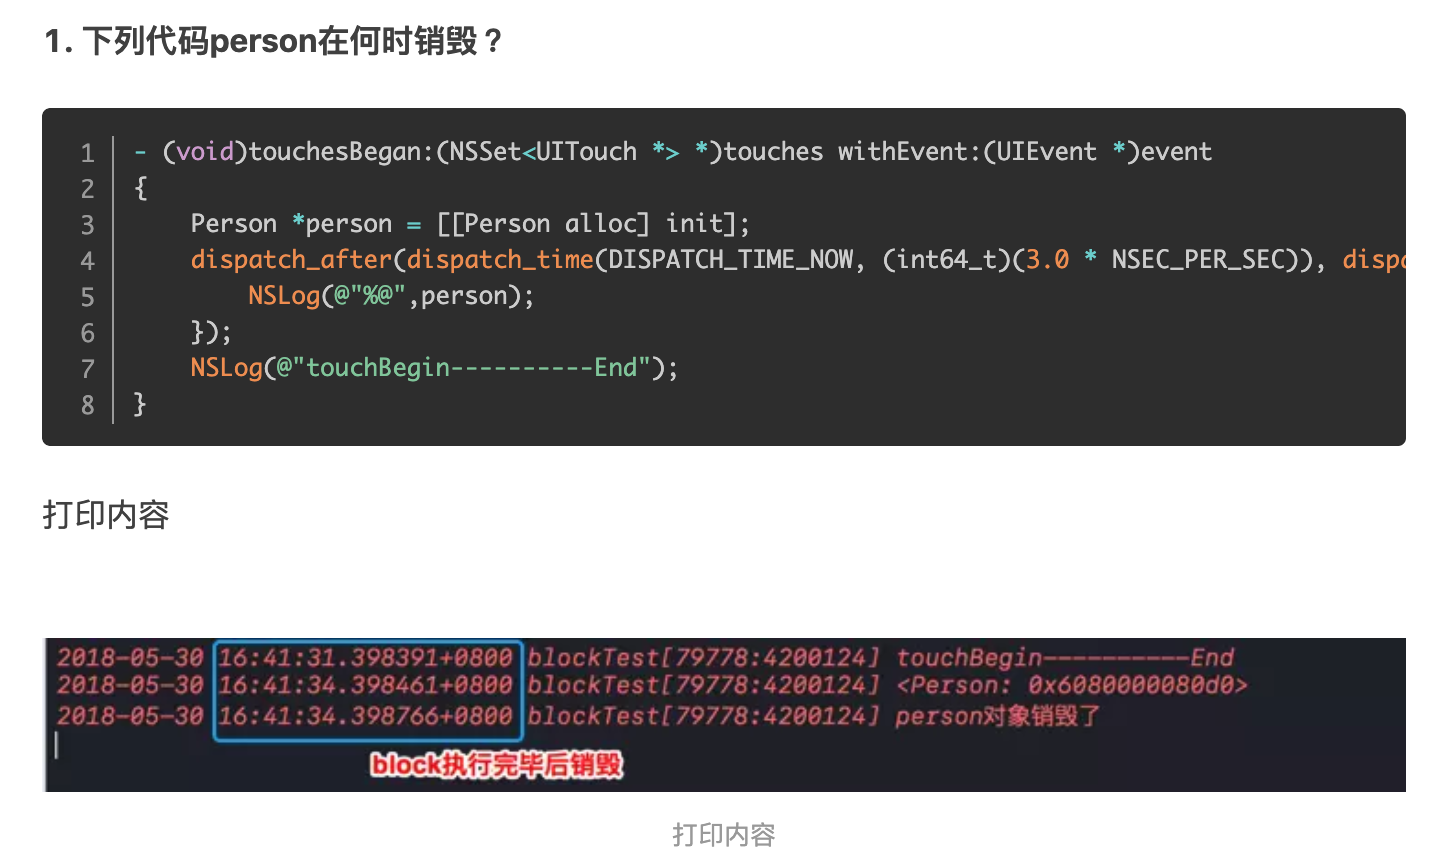 1. 下列代码person在何时销毁？
1 - (void)touchesBegan:(NSSet<UITouch *> *)touches withEvent:(UIEvent *)event
2 {
3     Person *person = [[Person alloc] init];
4     dispatch_after(dispatch_time(DISPATCH_TIME_NOW, (int64_t)(3.0 * NSEC_PER_SEC)),
5         NSLog(@"%@",person);
6     });
7     NSLog(@"touchBegin----------End");
8 }
打印内容
2018-05-30 16:41:31.398391+0800 blockTest[79778:4200124] touchBegin----------End
2018-05-30 16:41:34.398461+0800 blockTest[79778:4200124] <Person: 0x6080000080d0>
2018-05-30 16:41:34.398766+0800 blockTest[79778:4200124] person对象销毁了
block执行完毕后销毁
打印内容